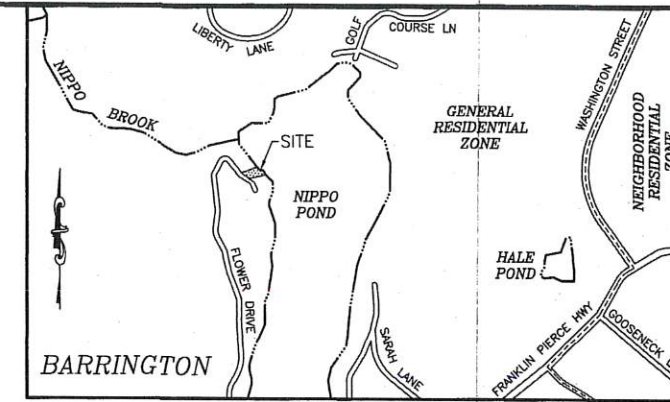 LIBERTY LANE
GOLF
COURSE LN
WASHINGTON STREET
NIPPO
BROOK
GENERAL
RESIDENTIAL
ZONE
NEIGHBORHOOD
RESIDENTIAL
ZONE
SITE
NIPPO
POND
HALE
POND
FLOWER DRIVE
SARAH LANE
FRANKLIN PIERCE HWY
GOOSENECK
BARRINGTON